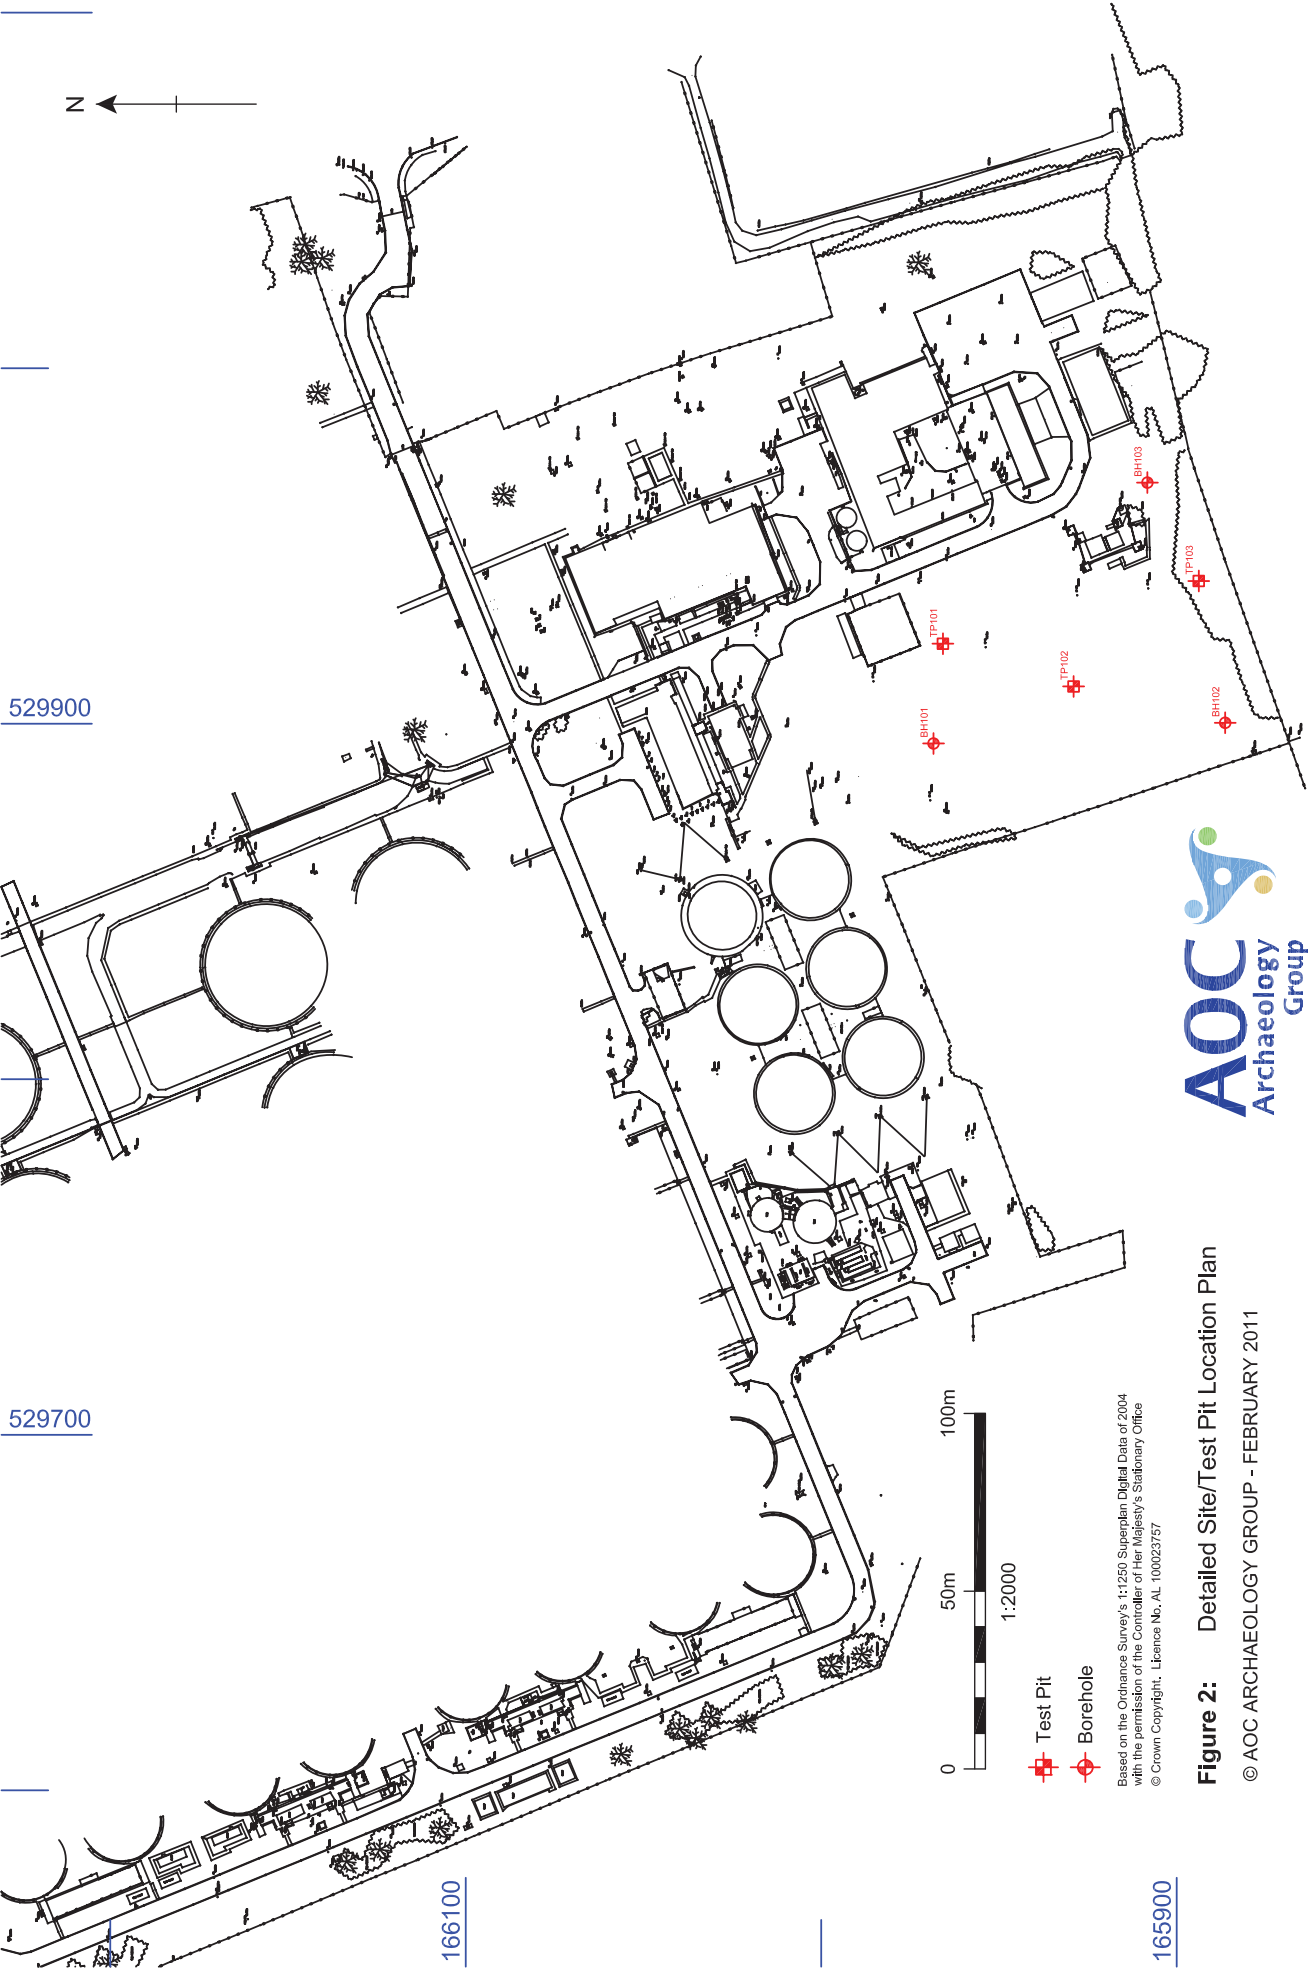 N
529900
529700
166100
165900
BH101
TP101
TP102
BH102
TP103
BH103
0 50m 100m
1:2000
Test Pit
Borehole
Based on the Ordnance Survey's 1:1250 Superplan Digital Data of 2004
with the permission of the Controller of Her Majesty's Stationary Office
© Crown Copyright. Licence No. AL 100023757
Figure 2: Detailed Site/Test Pit Location Plan
© AOC ARCHAEOLOGY GROUP - FEBRUARY 2011
AOC
Archaeology
Group